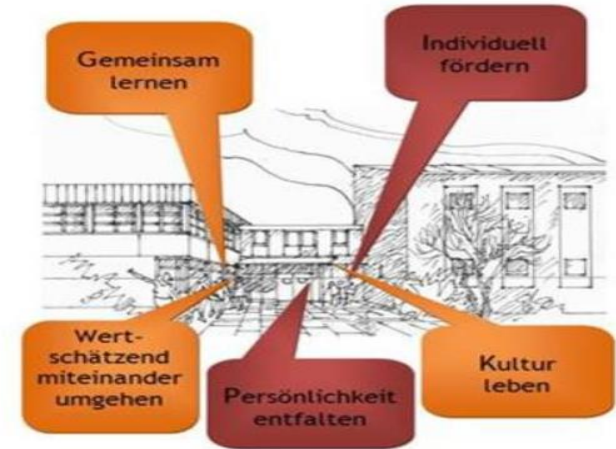 Gemeinsam
lernen
Individuell
fördern
Wert-
schätzend
miteinander
umgehen
Persönlichkeit
entfalten
Kultur
leben